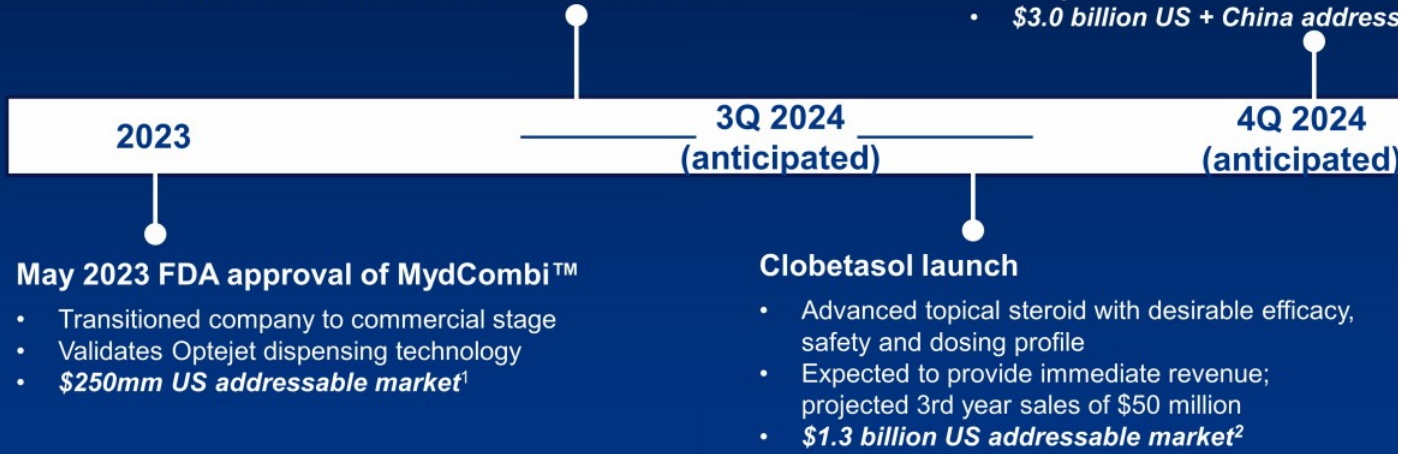 • $3.0 billion US + China address
2023
3Q 2024
(anticipated)
4Q 2024
(anticipated)
May 2023 FDA approval of MydCombi™
• Transitioned company to commercial stage
• Validates Optejet dispensing technology
• $250mm US addressable market¹
Clobetasol launch
• Advanced topical steroid with desirable efficacy,
safety and dosing profile
• Expected to provide immediate revenue;
projected 3rd year sales of $50 million
• $1.3 billion US addressable market²